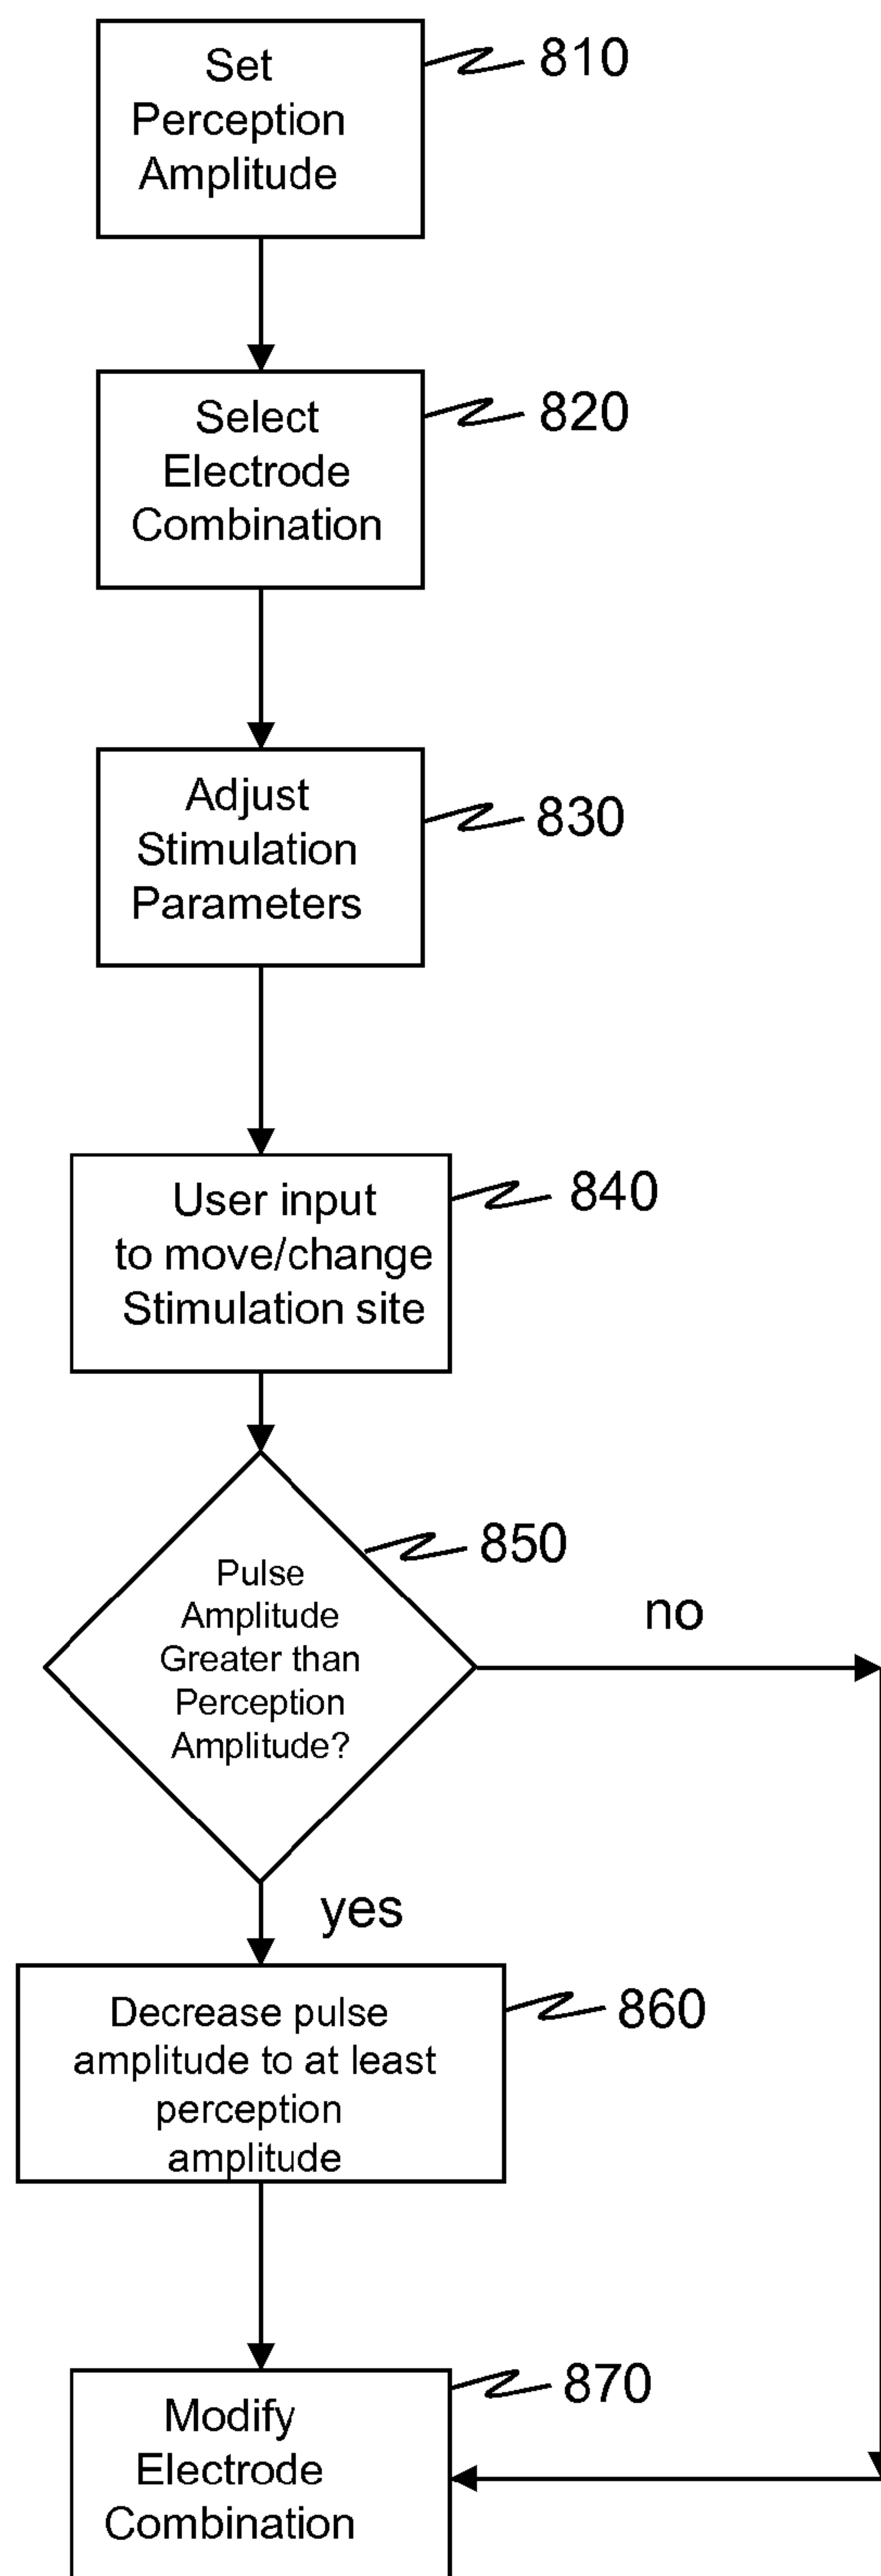 Set
Perception
Amplitude
810
Select
Electrode
Combination
820
Adjust
Stimulation
Parameters
830
User input
to move/change
Stimulation site
840
Pulse
Amplitude
Greater than
Perception
Amplitude?
850
no
yes
Decrease pulse
amplitude to at least
perception
amplitude
860
Modify
Electrode
Combination
870